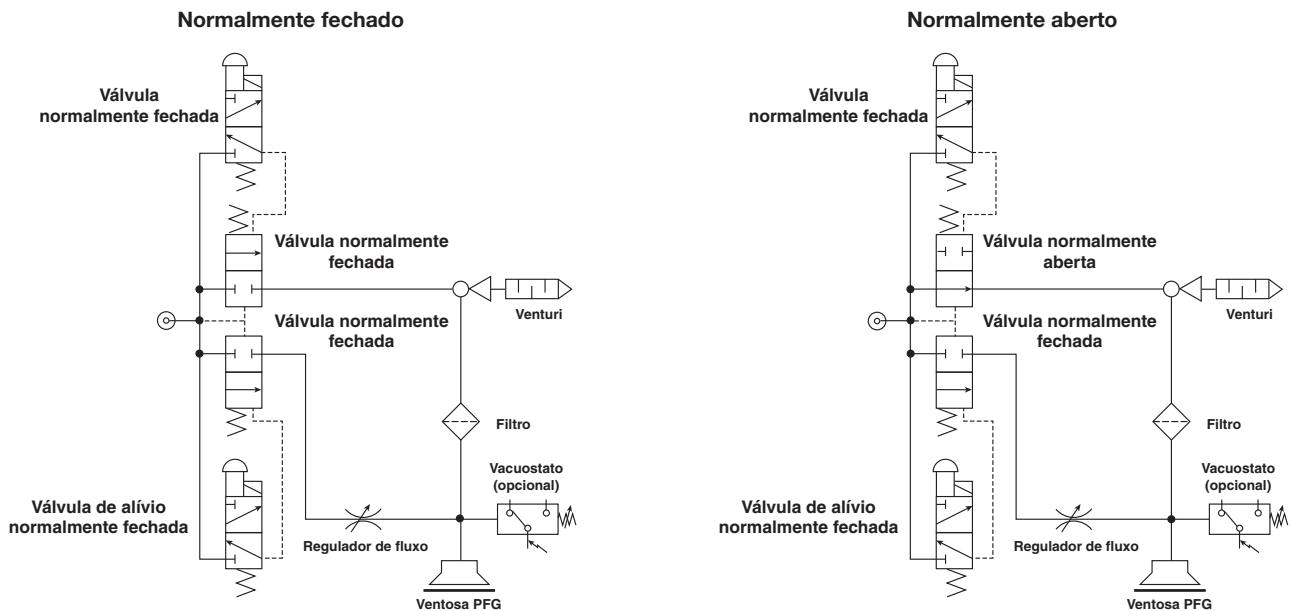 Normalmente fechado
Válvula
normalmente fechada
Válvula normalmente
fechada
Venturi
Válvula normalmente
fechada
Filtro
Vacuostato
(opcional)
Válvula de alívio
normalmente fechada
Regulador de fluxo
Ventosa PFG
Normalmente aberto
Válvula
normalmente fechada
Válvula normalmente
aberta
Venturi
Válvula normalmente
fechada
Filtro
Vacuostato
(opcional)
Válvula de alívio
normalmente fechada
Regulador de fluxo
Ventosa PFG